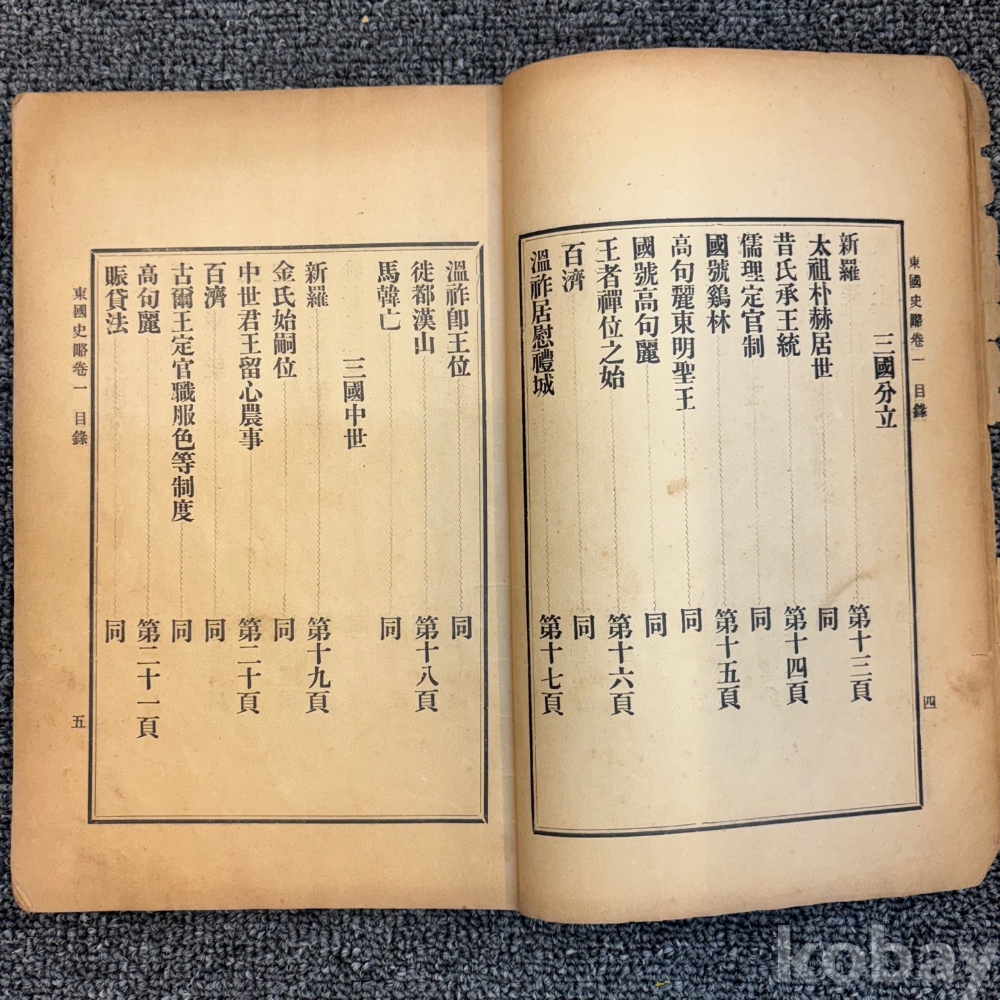 東國史略卷一 目錄
四
三國分立
新羅 第十三頁
太祖朴赫居世 同
昔氏承王統 第十四頁
儒理定官制 同
國號鷄林 第十五頁
高句麗東明聖王 同
國號高句麗 同
王者禪位之始 第十六頁
百濟 同
溫祚居慰禮城 第十七頁
溫祚卽王位 同
徙都漢山 第十八頁
馬韓亡 同
三國中世
新羅 第十九頁
金氏始嗣位 同
中世君王留心農事 第二十頁
百濟 同
古爾王定官職服色等制度 同
高句麗 第二十一頁
賑貸法 同
東國史略卷一 目錄
五
kobay